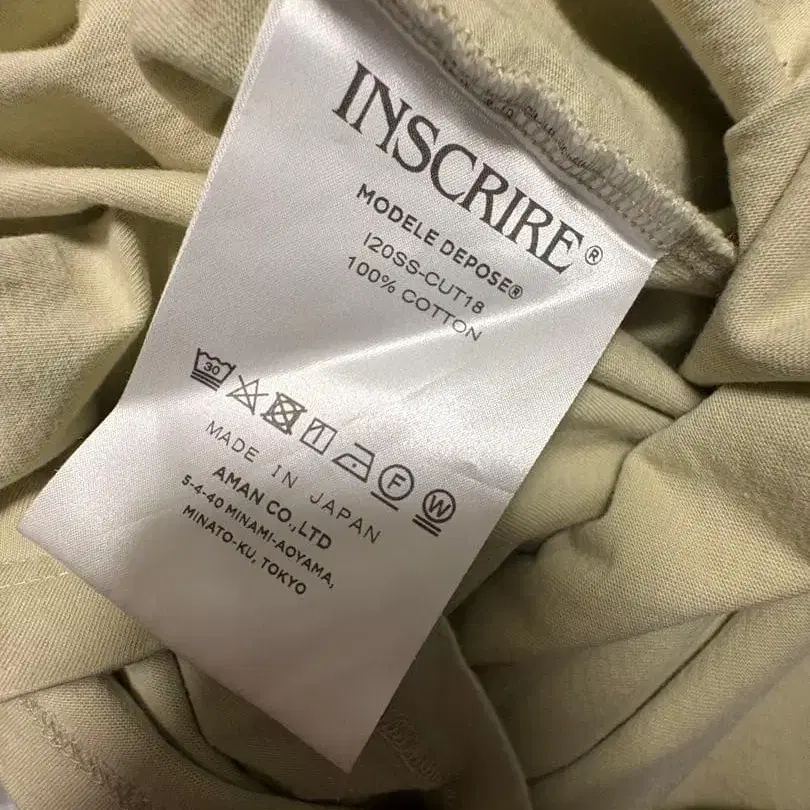 INSCRIRE®
MODELE DEPOSE®
I20SS-CUT18
100% COTTON
30
F W
MADE IN JAPAN
AMAN CO.,LTD
5-4-40 MINAMI-AOYAMA,
MINATO-KU, TOKYO